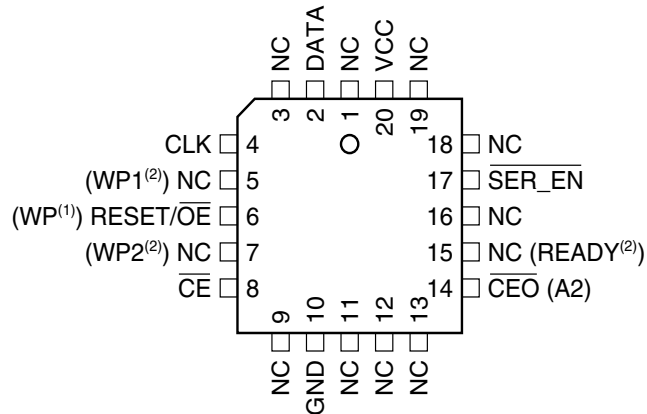 NC DATA NC VCC NC
3 2 1 20 19
CLK 4 18 NC
(WP1(2)) NC 5 17 SER_EN
(WP(1)) RESET/OE 6 16 NC
(WP2(2)) NC 7 15 NC (READY(2))
CE 8 14 CEO (A2)
9 10 11 12 13
NC GND NC NC NC